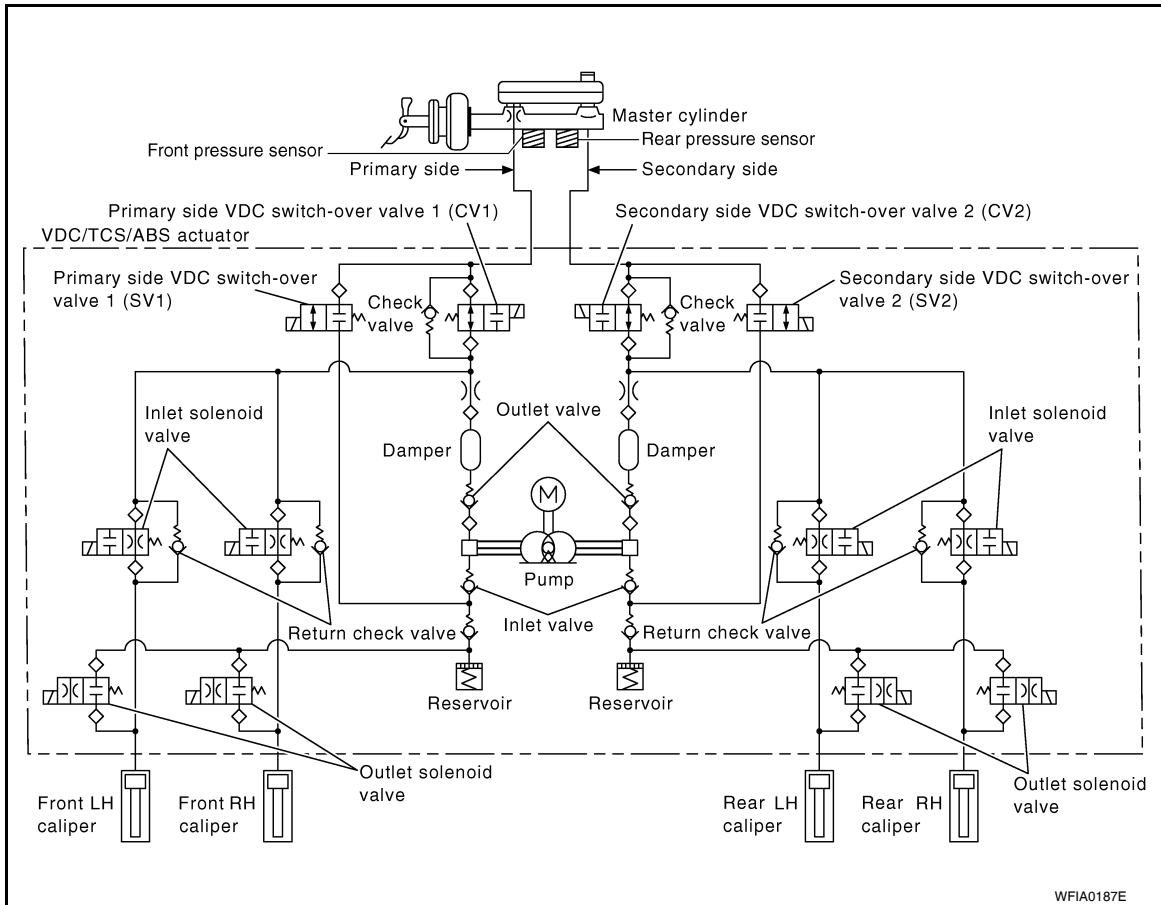 Master cylinder
Front pressure sensor
Rear pressure sensor
Primary side
Secondary side
Primary side VDC switch-over valve 1 (CV1)
Secondary side VDC switch-over valve 2 (CV2)
VDC/TCS/ABS actuator
Primary side VDC switch-over
valve 1 (SV1)
Check
valve
Check
valve
Secondary side VDC switch-over
valve 2 (SV2)
Inlet solenoid
valve
Outlet valve
Inlet solenoid
valve
Damper
Damper
M
Pump
Return check valve
Inlet valve
Return check valve
Reservoir
Reservoir
Outlet solenoid
valve
Outlet solenoid
valve
Front LH
caliper
Front RH
caliper
Rear LH
caliper
Rear RH
caliper
WFIA0187E